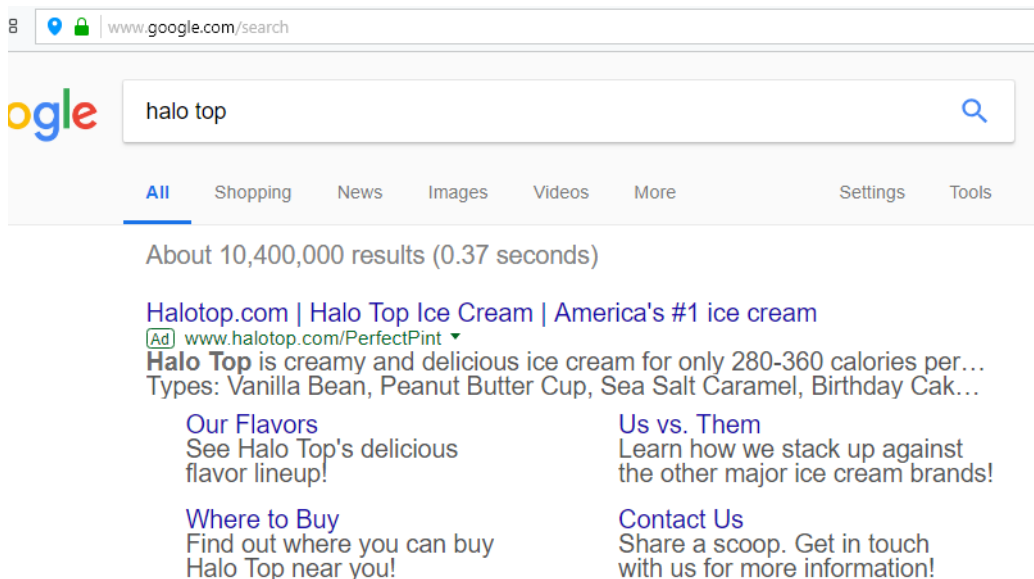 www.google.com/search
ogle
halo top
All Shopping News Images Videos More Settings Tools
About 10,400,000 results (0.37 seconds)
Halotop.com | Halo Top Ice Cream | America's #1 ice cream
Ad www.halotop.com/PerfectPint
Halo Top is creamy and delicious ice cream for only 280-360 calories per…
Types: Vanilla Bean, Peanut Butter Cup, Sea Salt Caramel, Birthday Cak…
Our Flavors
See Halo Top's delicious
flavor lineup!
Us vs. Them
Learn how we stack up against
the other major ice cream brands!
Where to Buy
Find out where you can buy
Halo Top near you!
Contact Us
Share a scoop. Get in touch
with us for more information!